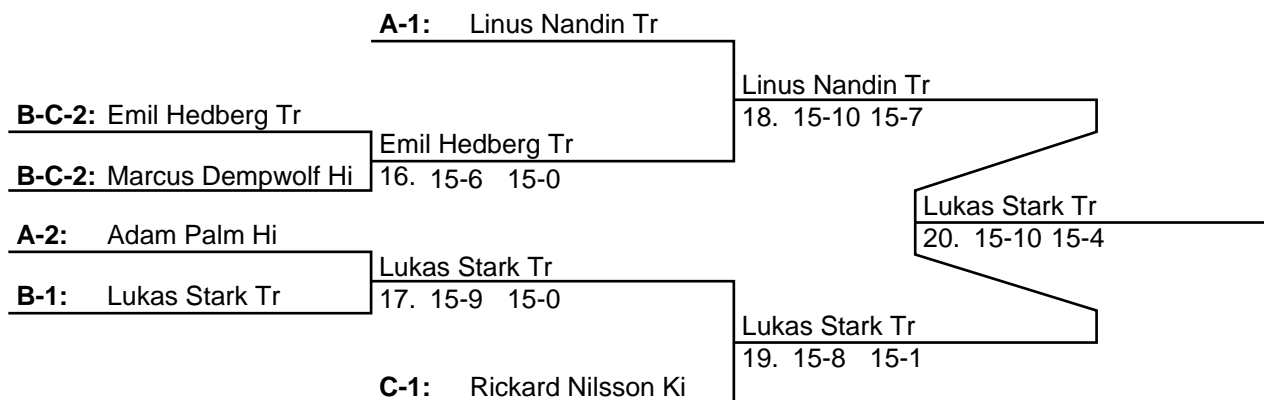 A-1: Linus Nandin Tr
Linus Nandin Tr
18. 15-10 15-7
B-C-2: Emil Hedberg Tr
Emil Hedberg Tr
16. 15-6 15-0
B-C-2: Marcus Dempwolf Hi
Lukas Stark Tr
20. 15-10 15-4
A-2: Adam Palm Hi
Lukas Stark Tr
17. 15-9 15-0
B-1: Lukas Stark Tr
Lukas Stark Tr
19. 15-8 15-1
C-1: Rickard Nilsson Ki